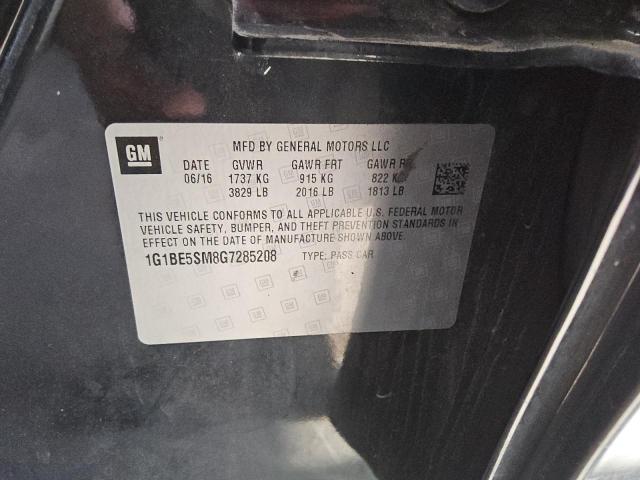 GM
MFD BY GENERAL MOTORS LLC
DATE GVWR GAWR FRT GAWR RR
06/16 1737 KG 915 KG 822 KG
3829 LB 2016 LB 1813 LB
THIS VEHICLE CONFORMS TO ALL APPLICABLE U.S. FEDERAL MOTOR
VEHICLE SAFETY, BUMPER, AND THEFT PREVENTION STANDARDS IN
EFFECT ON THE DATE OF MANUFACTURE SHOWN ABOVE.
1G1BE5SM8G7285208 TYPE: PASS CAR